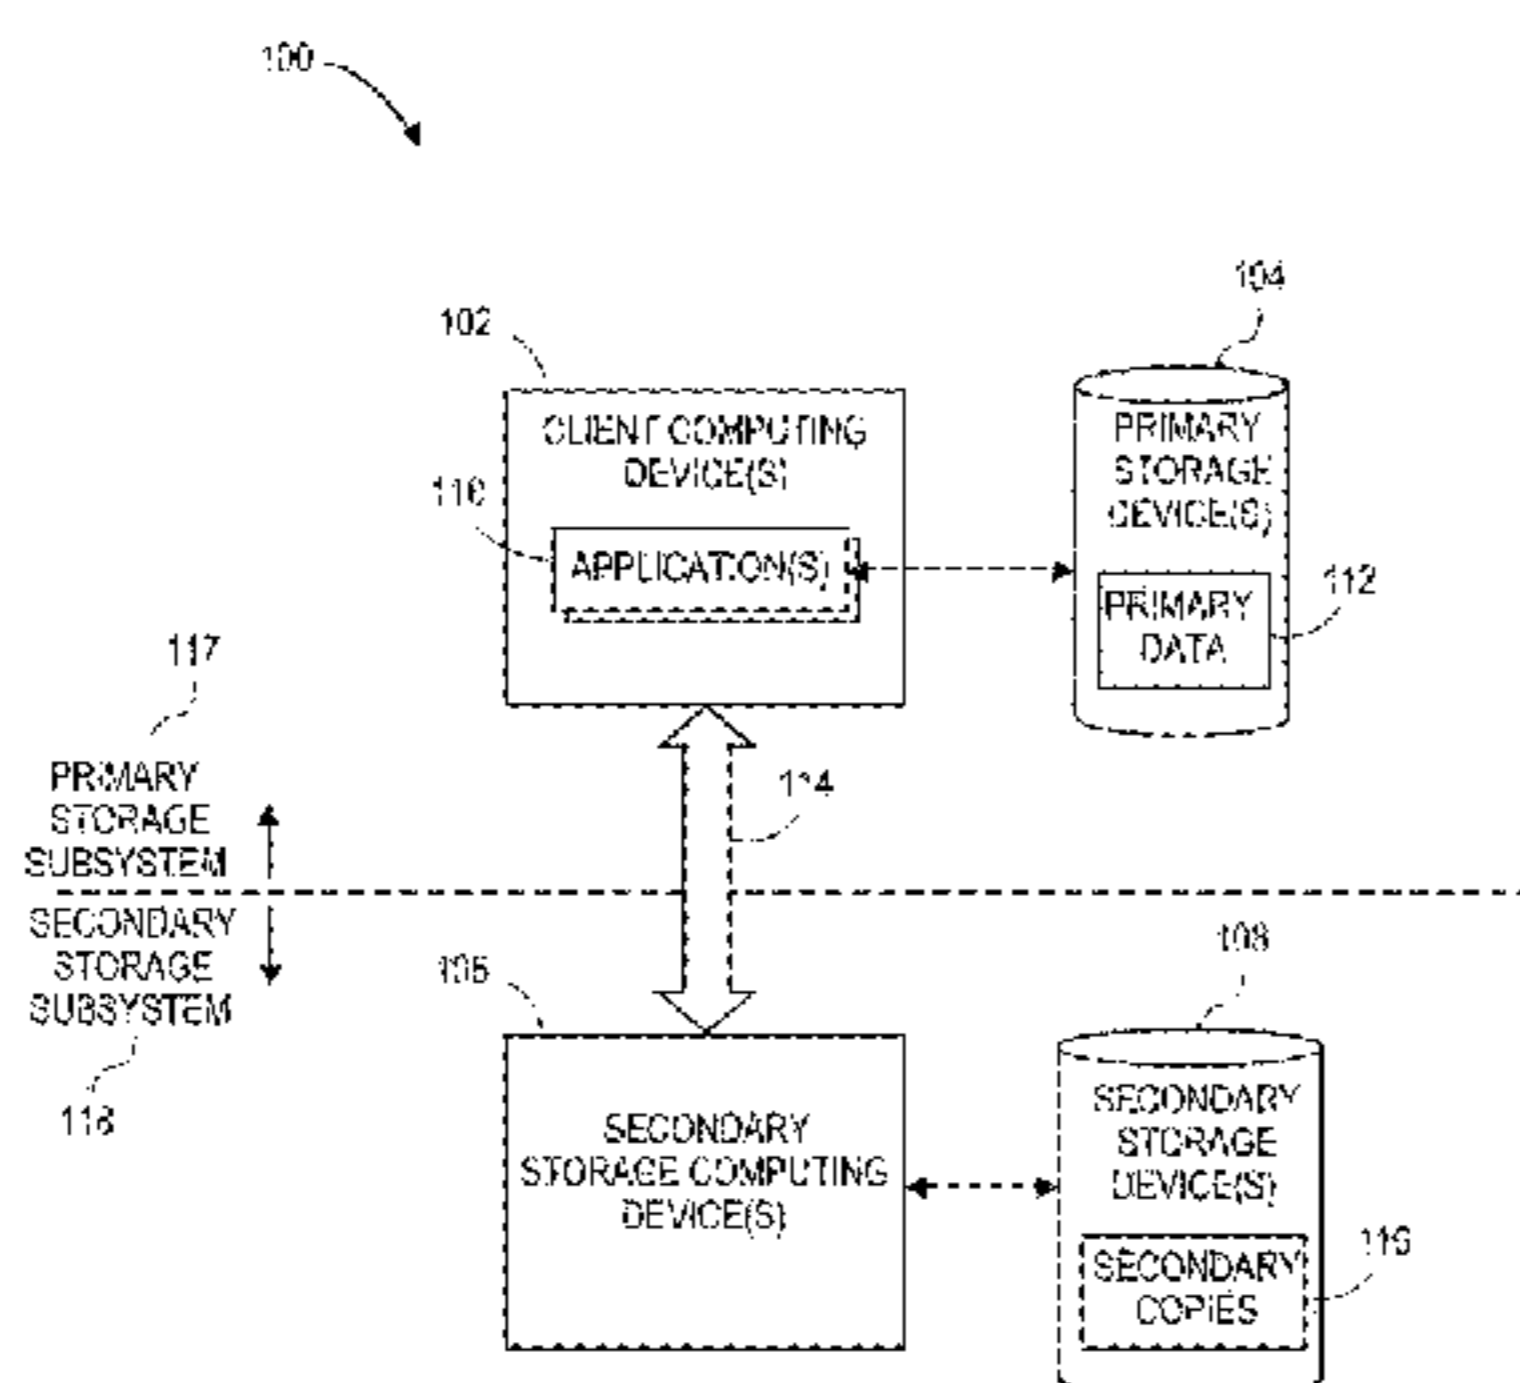 100
104
102
CLIENT COMPUTING
DEVICE(S)
PRIMARY
STORAGE
DEVICE(S)
110
APPLICATION(S)
112
PRIMARY
DATA
117
PRIMARY
STORAGE
SUBSYSTEM
114
SECONDARY
STORAGE
SUBSYSTEM
118
106
108
SECONDARY
STORAGE COMPUTING
DEVICE(S)
SECONDARY
STORAGE
DEVICE(S)
116
SECONDARY
COPIES